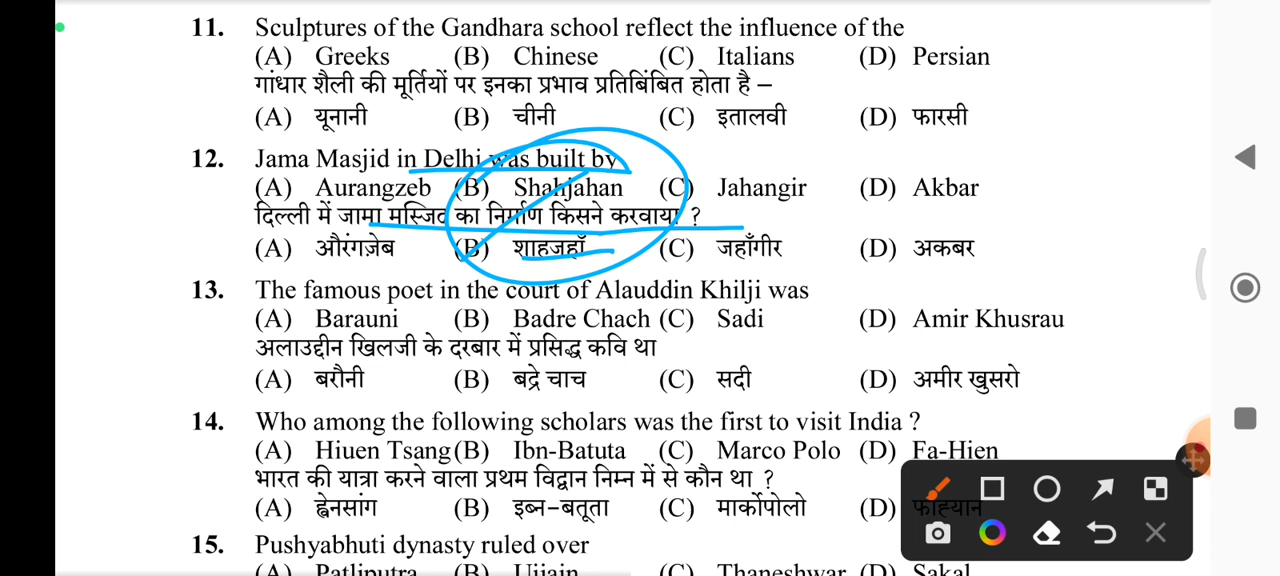 11. Sculptures of the Gandhara school reflect the influence of the
(A) Greeks (B) Chinese (C) Italians (D) Persian
गांधार शैली की मूर्तियों पर इनका प्रभाव प्रतिबिंबित होता है –
(A) यूनानी (B) चीनी (C) इतालवी (D) फारसी
12. Jama Masjid in Delhi was built by
(A) Aurangzeb (B) Shahjahan (C) Jahangir (D) Akbar
दिल्ली में जामा मस्जिद का निर्माण किसने करवाया ?
(A) औरंगज़ेब (B) शाहजहाँ (C) जहाँगीर (D) अकबर
13. The famous poet in the court of Alauddin Khilji was
(A) Barauni (B) Badre Chach (C) Sadi (D) Amir Khusrau
अलाउद्दीन खिलजी के दरबार में प्रसिद्ध कवि था
(A) बरौनी (B) बद्रे चाच (C) सदी (D) अमीर खुसरो
14. Who among the following scholars was the first to visit India ?
(A) Hiuen Tsang (B) Ibn-Batuta (C) Marco Polo (D) Fa-Hien
भारत की यात्रा करने वाला प्रथम विद्वान निम्न में से कौन था ?
(A) ह्वेनसांग (B) इब्न-बतूता (C) मार्कोपोलो (D) फाह्यान
15. Pushyabhuti dynasty ruled over
(A) Patliputra (B) Ujjain (C) Thaneshwar (D) Sakal